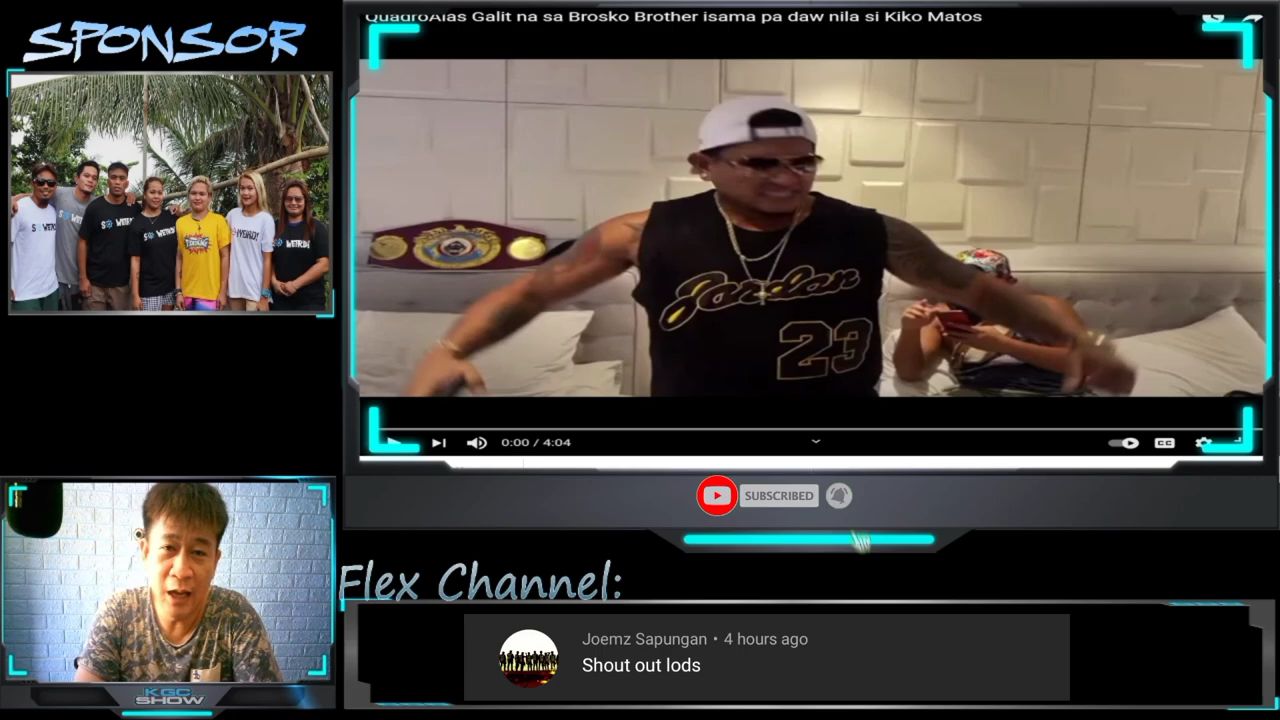 SPONSOR
QuadroAlas Galit na sa Brosko Brother isama pa daw nila si Kiko Matos
Jordan
23
0:00 / 4:04
CC
SUBSCRIBED
Flex Channel:
Joemz Sapungan • 4 hours ago
Shout out lods
KGC
SHOW